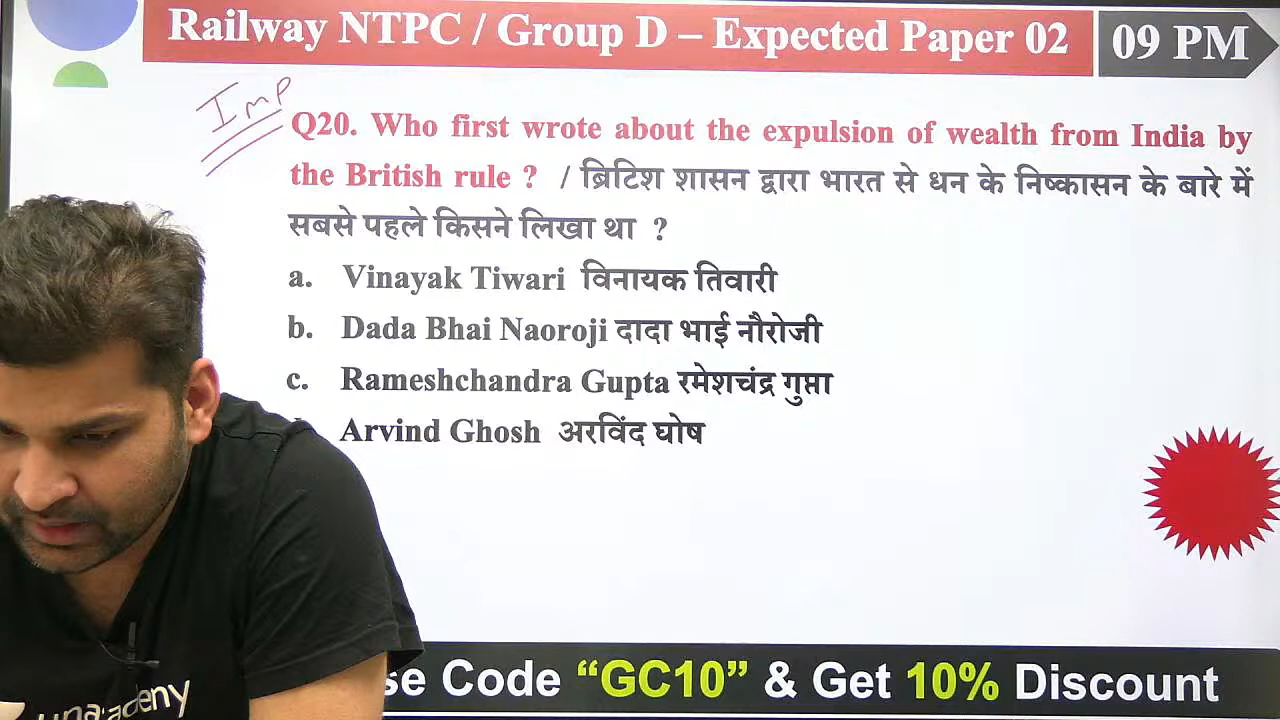 Railway NTPC / Group D – Expected Paper 02
09 PM
Imp
Q20. Who first wrote about the expulsion of wealth from India by
the British rule ? / ब्रिटिश शासन द्वारा भारत से धन के निष्कासन के बारे में
सबसे पहले किसने लिखा था ?
a. Vinayak Tiwari विनायक तिवारी
b. Dada Bhai Naoroji दादा भाई नौरोजी
c. Rameshchandra Gupta रमेशचंद्र गुप्ता
Arvind Ghosh अरविंद घोष
se Code “GC10” & Get 10% Discount
unacademy